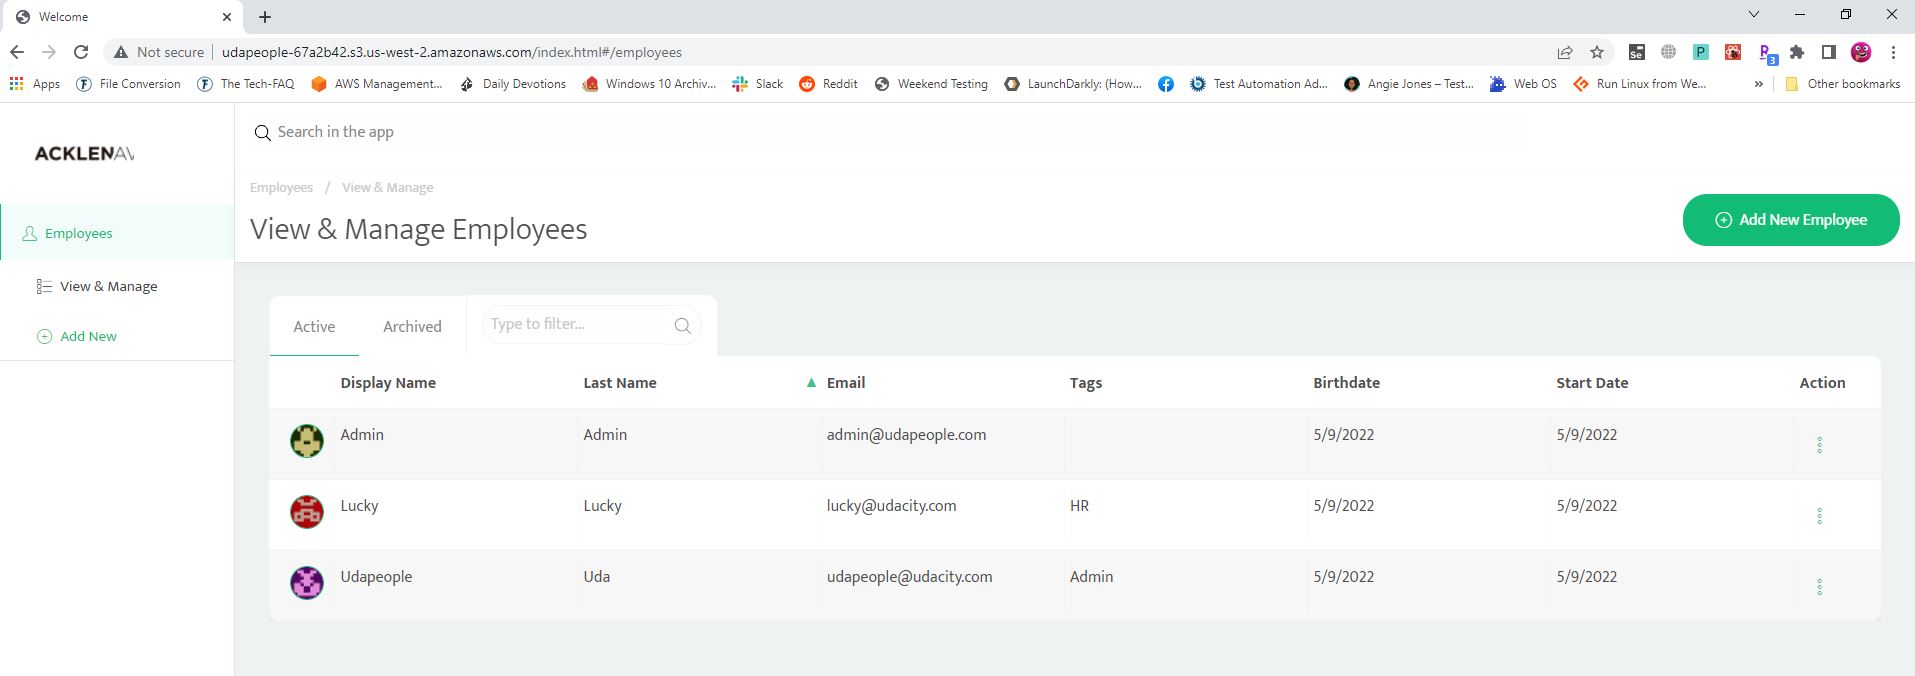 Welcome
Not secure
udapeople-67a2b42.s3.us-west-2.amazonaws.com/index.html#/employees
3
Apps
File Conversion
The Tech-FAQ
AWS Management...
Daily Devotions
Windows 10 Archiv...
Slack
Reddit
Weekend Testing
LaunchDarkly: (How...
Test Automation Ad...
Angie Jones – Test...
Web OS
Run Linux from We...
»
Other bookmarks
Search in the app
ACKLENAV
Employees / View & Manage
View & Manage Employees
Add New Employee
Employees
View & Manage
Add New
Active
Archived
Type to filter...
Display Name Last Name Email Tags Birthdate Start Date Action
Admin Admin admin@udapeople.com 5/9/2022 5/9/2022
Lucky Lucky lucky@udacity.com HR 5/9/2022 5/9/2022
Udapeople Uda udapeople@udacity.com Admin 5/9/2022 5/9/2022